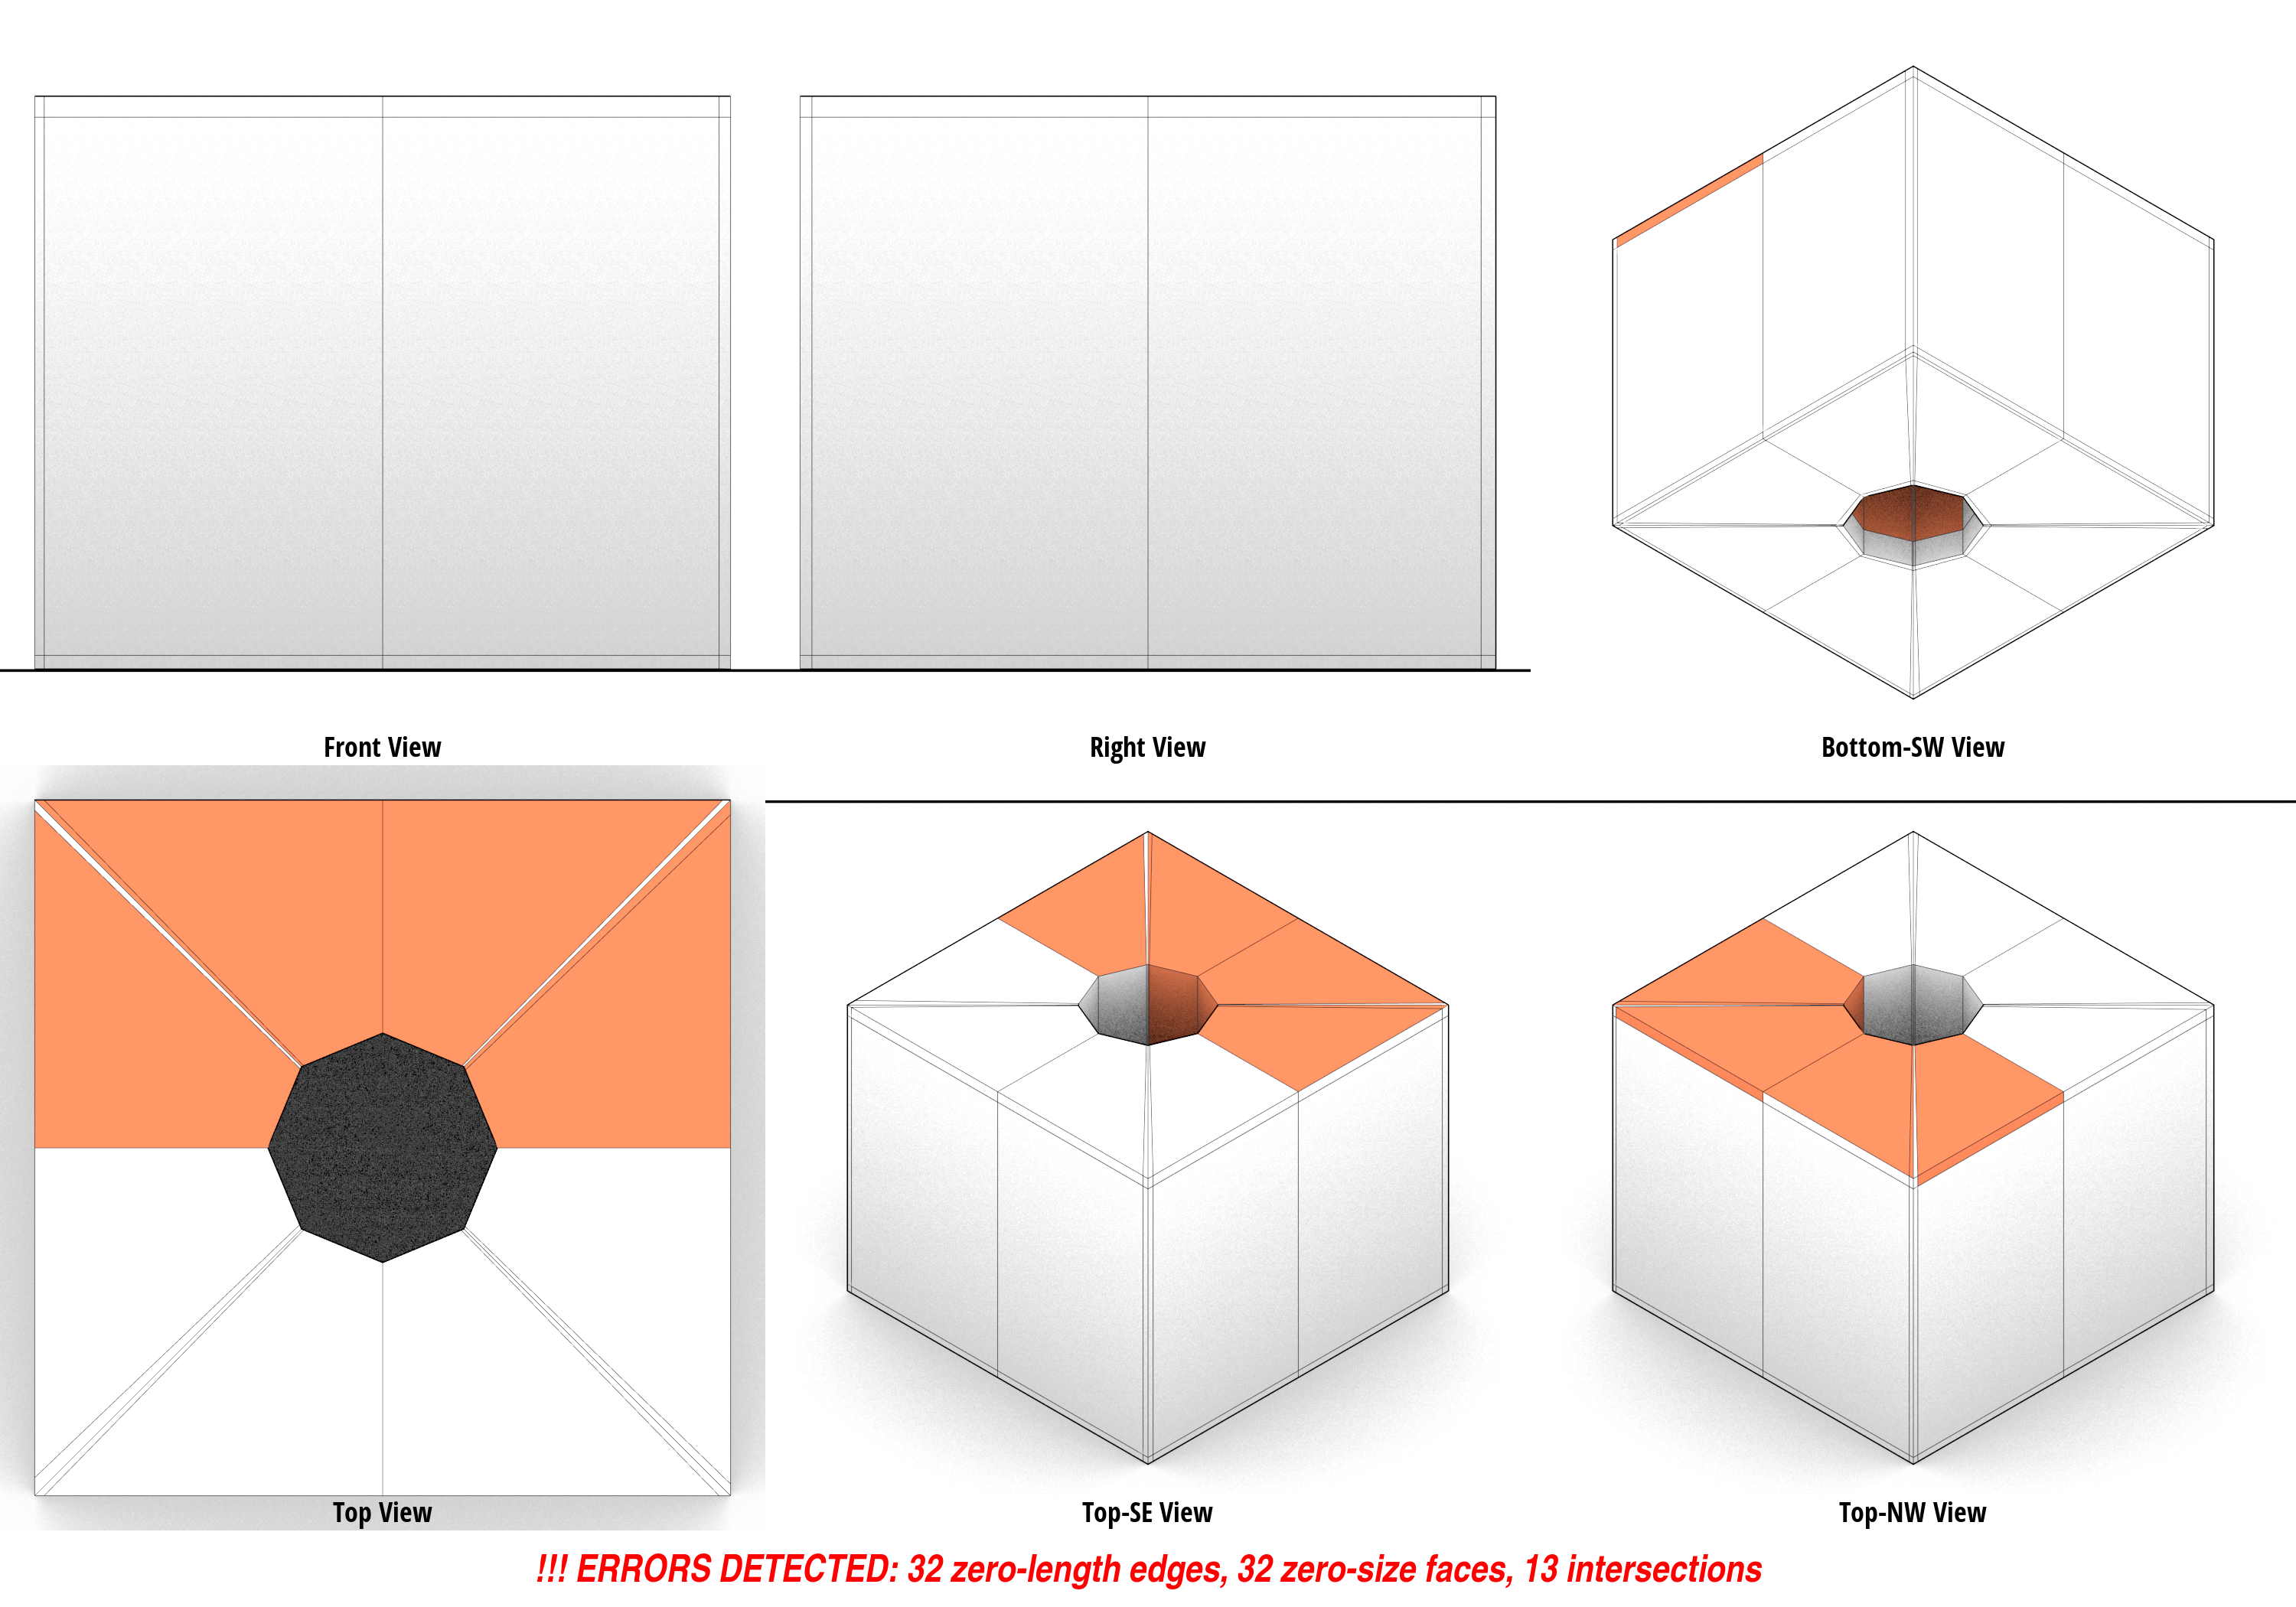 Front View
Right View
Bottom-SW View
Top View
Top-SE View
Top-NW View
!!! ERRORS DETECTED: 32 zero-length edges, 32 zero-size faces, 13 intersections